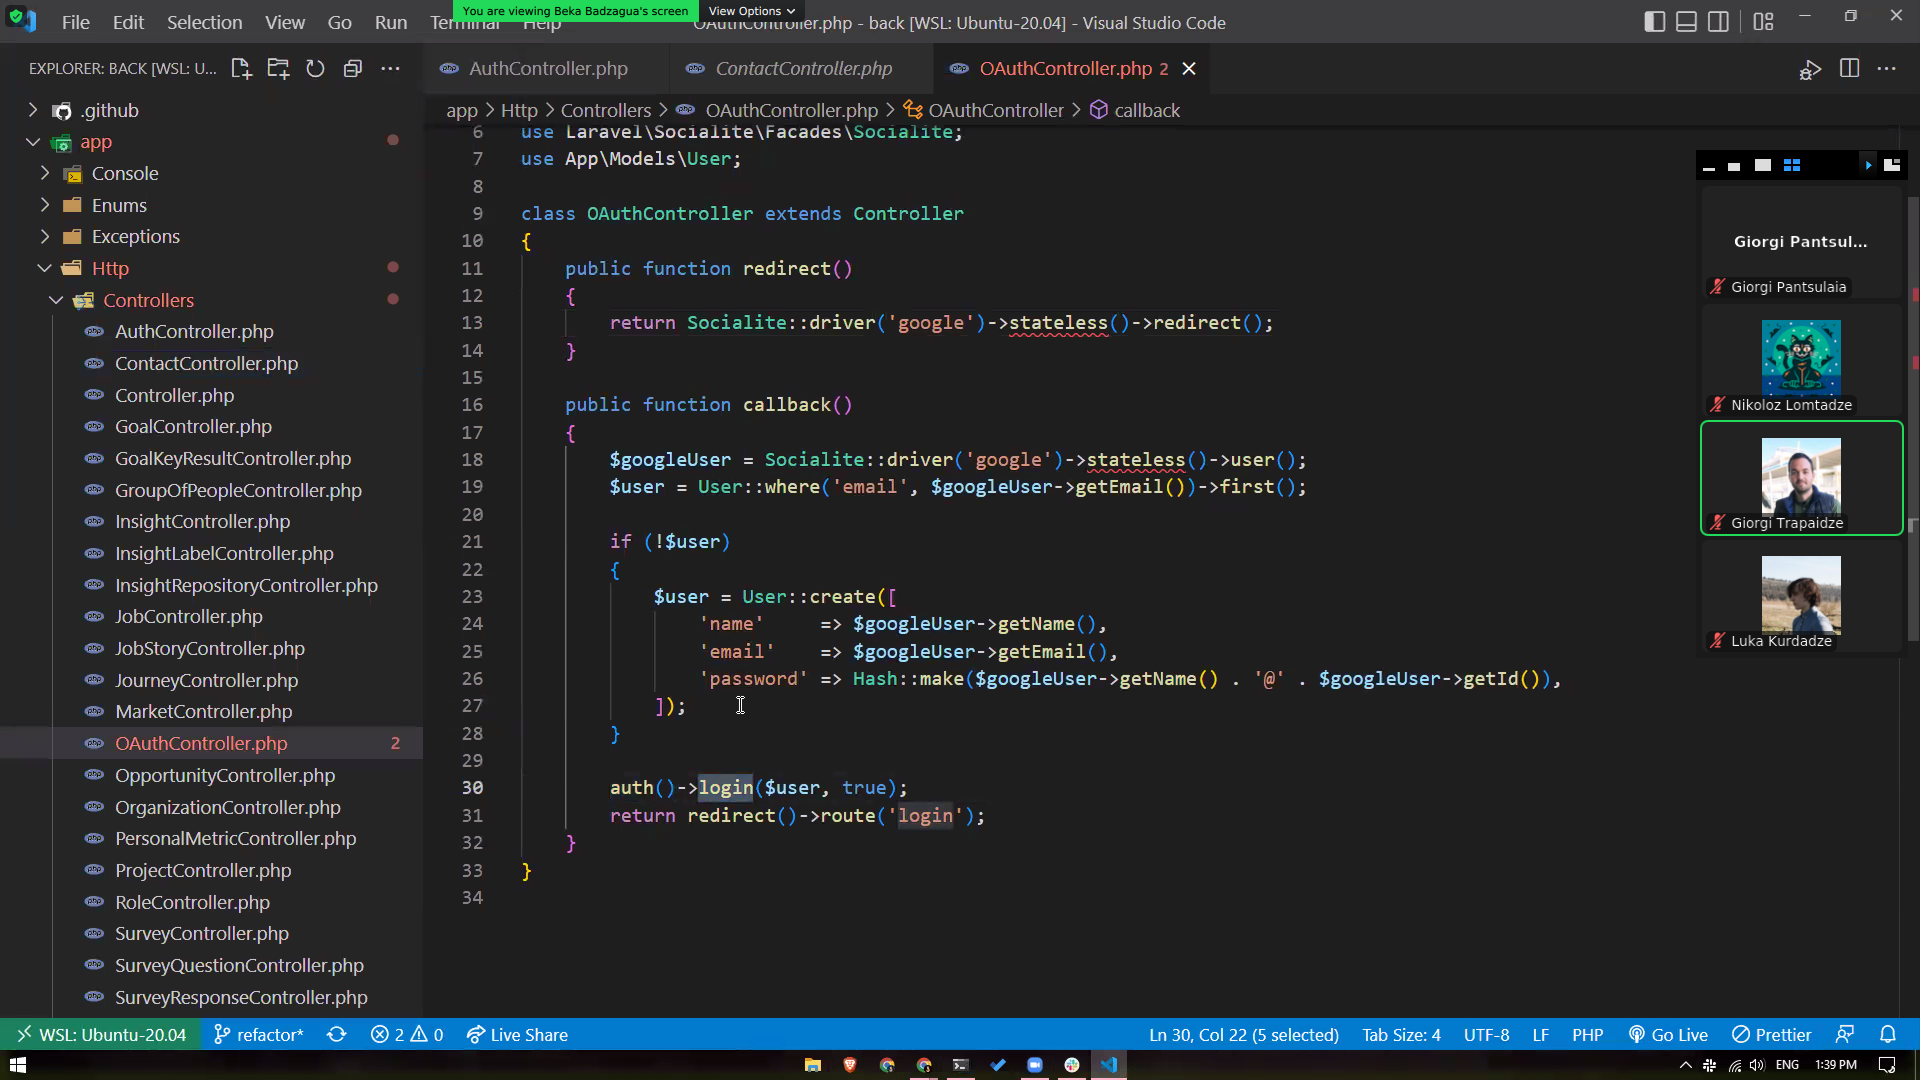 You are viewing Beka Badzagua's screen
View Options
File Edit Selection View Go Run Terminal Help
OAuthController.php - back [WSL: Ubuntu-20.04] - Visual Studio Code
EXPLORER: BACK [WSL: U...
AuthController.php
ContactController.php
OAuthController.php 2
app > Http > Controllers > OAuthController.php > OAuthController > callback
.github
app
Console
Enums
Exceptions
Http
Controllers
AuthController.php
ContactController.php
Controller.php
GoalController.php
GoalKeyResultController.php
GroupOfPeopleController.php
InsightController.php
InsightLabelController.php
InsightRepositoryController.php
JobController.php
JobStoryController.php
JourneyController.php
MarketController.php
OAuthController.php 2
OpportunityController.php
OrganizationController.php
PersonalMetricController.php
ProjectController.php
RoleController.php
SurveyController.php
SurveyQuestionController.php
SurveyResponseController.php
6 use Laravel\Socialite\Facades\Socialite;
7 use App\Models\User;
8
9 class OAuthController extends Controller
10 {
11 public function redirect()
12 {
13 return Socialite::driver('google')->stateless()->redirect();
14 }
15
16 public function callback()
17 {
18 $googleUser = Socialite::driver('google')->stateless()->user();
19 $user = User::where('email', $googleUser->getEmail())->first();
20
21 if (!$user)
22 {
23 $user = User::create([
24 'name' => $googleUser->getName(),
25 'email' => $googleUser->getEmail(),
26 'password' => Hash::make($googleUser->getName() . '@' . $googleUser->getId()),
27 ]);
28 }
29
30 auth()->login($user, true);
31 return redirect()->route('login');
32 }
33 }
34
Giorgi Pantsul...
Giorgi Pantsulaia
Nikoloz Lomtadze
Giorgi Trapaidze
Luka Kurdadze
WSL: Ubuntu-20.04 refactor* 2 0 Live Share
Ln 30, Col 22 (5 selected) Tab Size: 4 UTF-8 LF PHP Go Live Prettier
ENG 1:39 PM